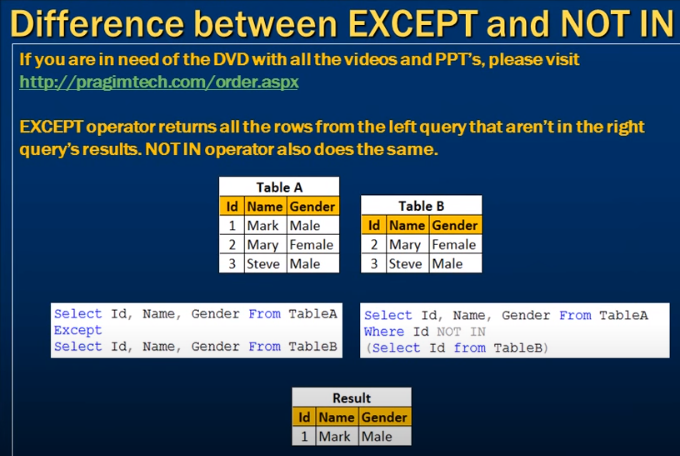 Difference between EXCEPT and NOT IN
If you are in need of the DVD with all the videos and PPT's, please visit
http://pragimtech.com/order.aspx
EXCEPT operator returns all the rows from the left query that aren't in the right
query's results. NOT IN operator also does the same.
Table A
Id Name Gender
1 Mark Male
2 Mary Female
3 Steve Male
Table B
Id Name Gender
2 Mary Female
3 Steve Male
Select Id, Name, Gender From TableA
Except
Select Id, Name, Gender From TableB
Select Id, Name, Gender From TableA
Where Id NOT IN
(Select Id from TableB)
Result
Id Name Gender
1 Mark Male